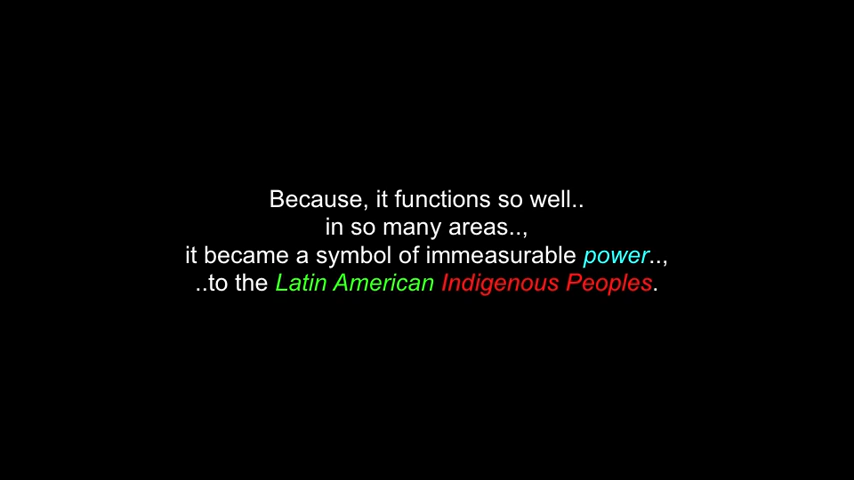 Because, it functions so well..
in so many areas..,
it became a symbol of immeasurable power..,
..to the Latin American Indigenous Peoples.